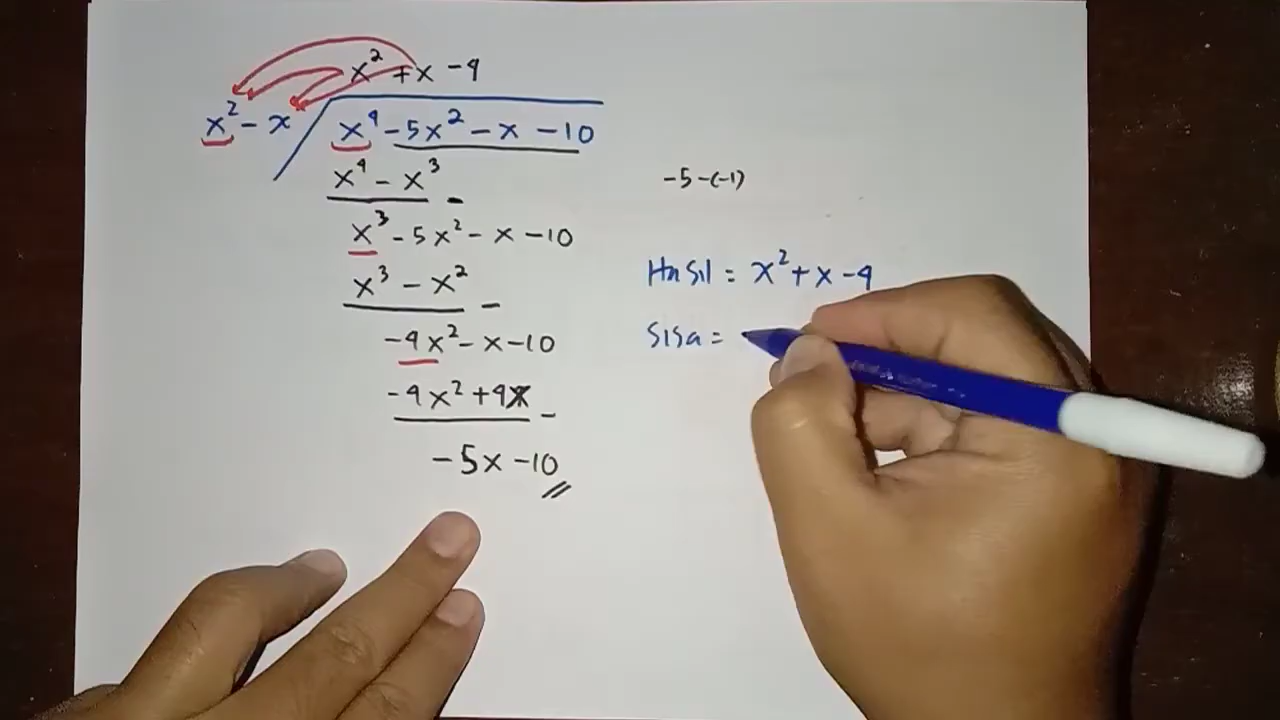 x² + x - 4
x² - x / x⁴ - 5x² - x - 10
x⁴ - x³ -
-5-(-1)
x³ - 5x² - x - 10
Hasil = x² + x - 4
x³ - x² -
Sisa =
-4x² - x - 10
-4x² + 4x -
-5x - 10